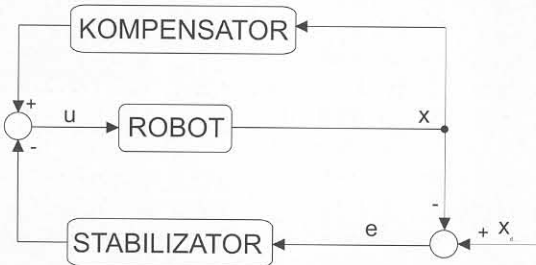 KOMPENSATOR
+
u
ROBOT
x
-
-
STABILIZATOR
e
+ x